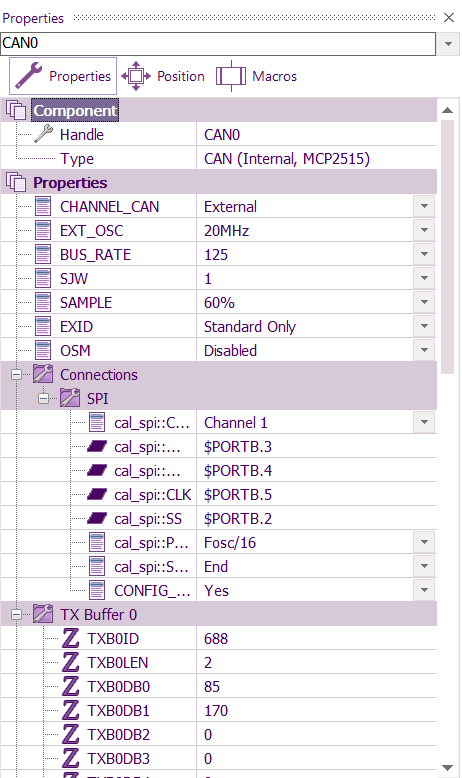 Properties
CAN0
Properties Position Macros
Component
Handle CAN0
Type CAN (Internal, MCP2515)
Properties
CHANNEL_CAN External
EXT_OSC 20MHz
BUS_RATE 125
SJW 1
SAMPLE 60%
EXID Standard Only
OSM Disabled
Connections
SPI
cal_spi::C... Channel 1
cal_spi::... $PORTB.3
cal_spi::... $PORTB.4
cal_spi::CLK $PORTB.5
cal_spi::SS $PORTB.2
cal_spi::P... Fosc/16
cal_spi::S... End
CONFIG_... Yes
TX Buffer 0
TXB0ID 688
TXB0LEN 2
TXB0DB0 85
TXB0DB1 170
TXB0DB2 0
TXB0DB3 0